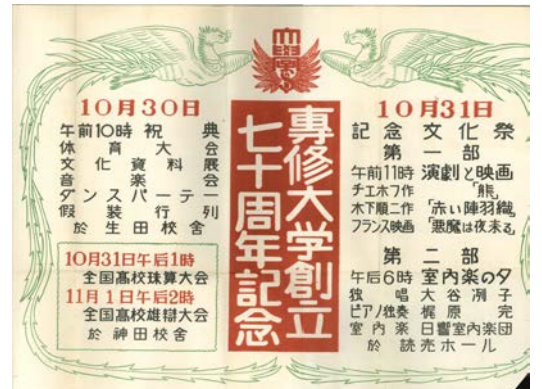 專修大学創立
七十周年記念
10月30日
午前10時 祝典
体育大会
文化資料展
音楽会
ダンスパーテー
假装行列
於 生田校舎
10月31日午后1時
全国髙校珠算大会
11月1日午后2時
全国髙校雄辯大会
於 神田校舎
10月31日
記念文化祭
第一部
午前11時 演劇と映画
チエホフ作 「熊」
木下順二作 「赤い陣羽織」
フランス映画 「悪魔は夜来る」
第二部
午后6時 室内楽の夕
独唱 大谷冽子
ピアノ独奏 梶原完
室内楽 日響室内楽団
於 読売ホール